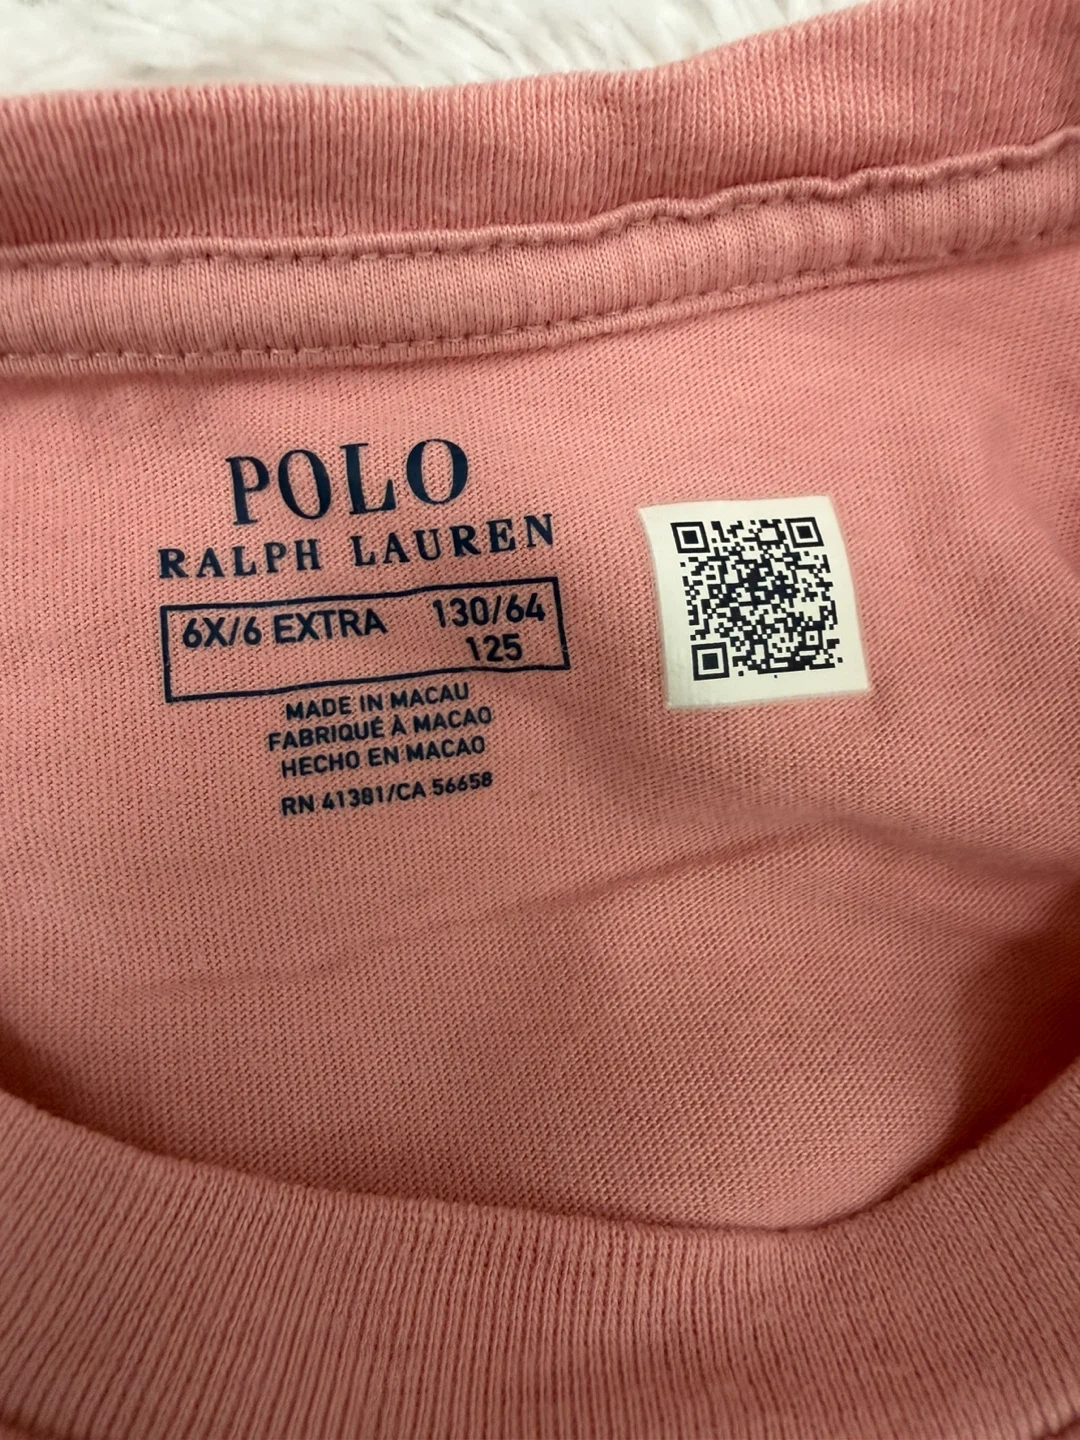 POLO
RALPH LAUREN
6X/6 EXTRA 130/64
125
MADE IN MACAU
FABRIQUÉ À MACAO
HECHO EN MACAO
RN 41381/CA 56658